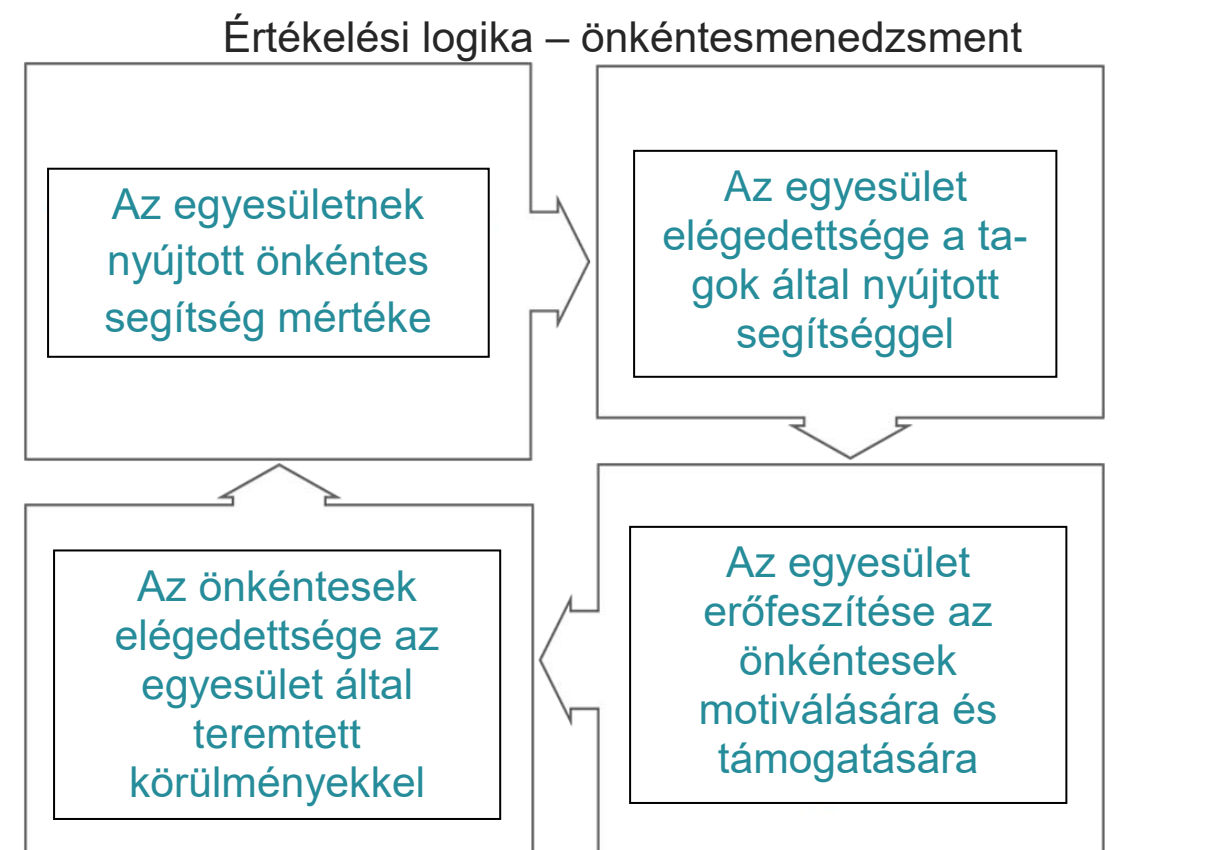 Értékelési logika – önkéntesmenedzsment
Az egyesületnek
nyújtott önkéntes
segítség mértéke
Az egyesület
elégedettsége a ta-
gok által nyújtott
segítséggel
Az önkéntesek
elégedettsége az
egyesület által
teremtett
körülményekkel
Az egyesület
erőfeszítése az
önkéntesek
motiválására és
támogatására